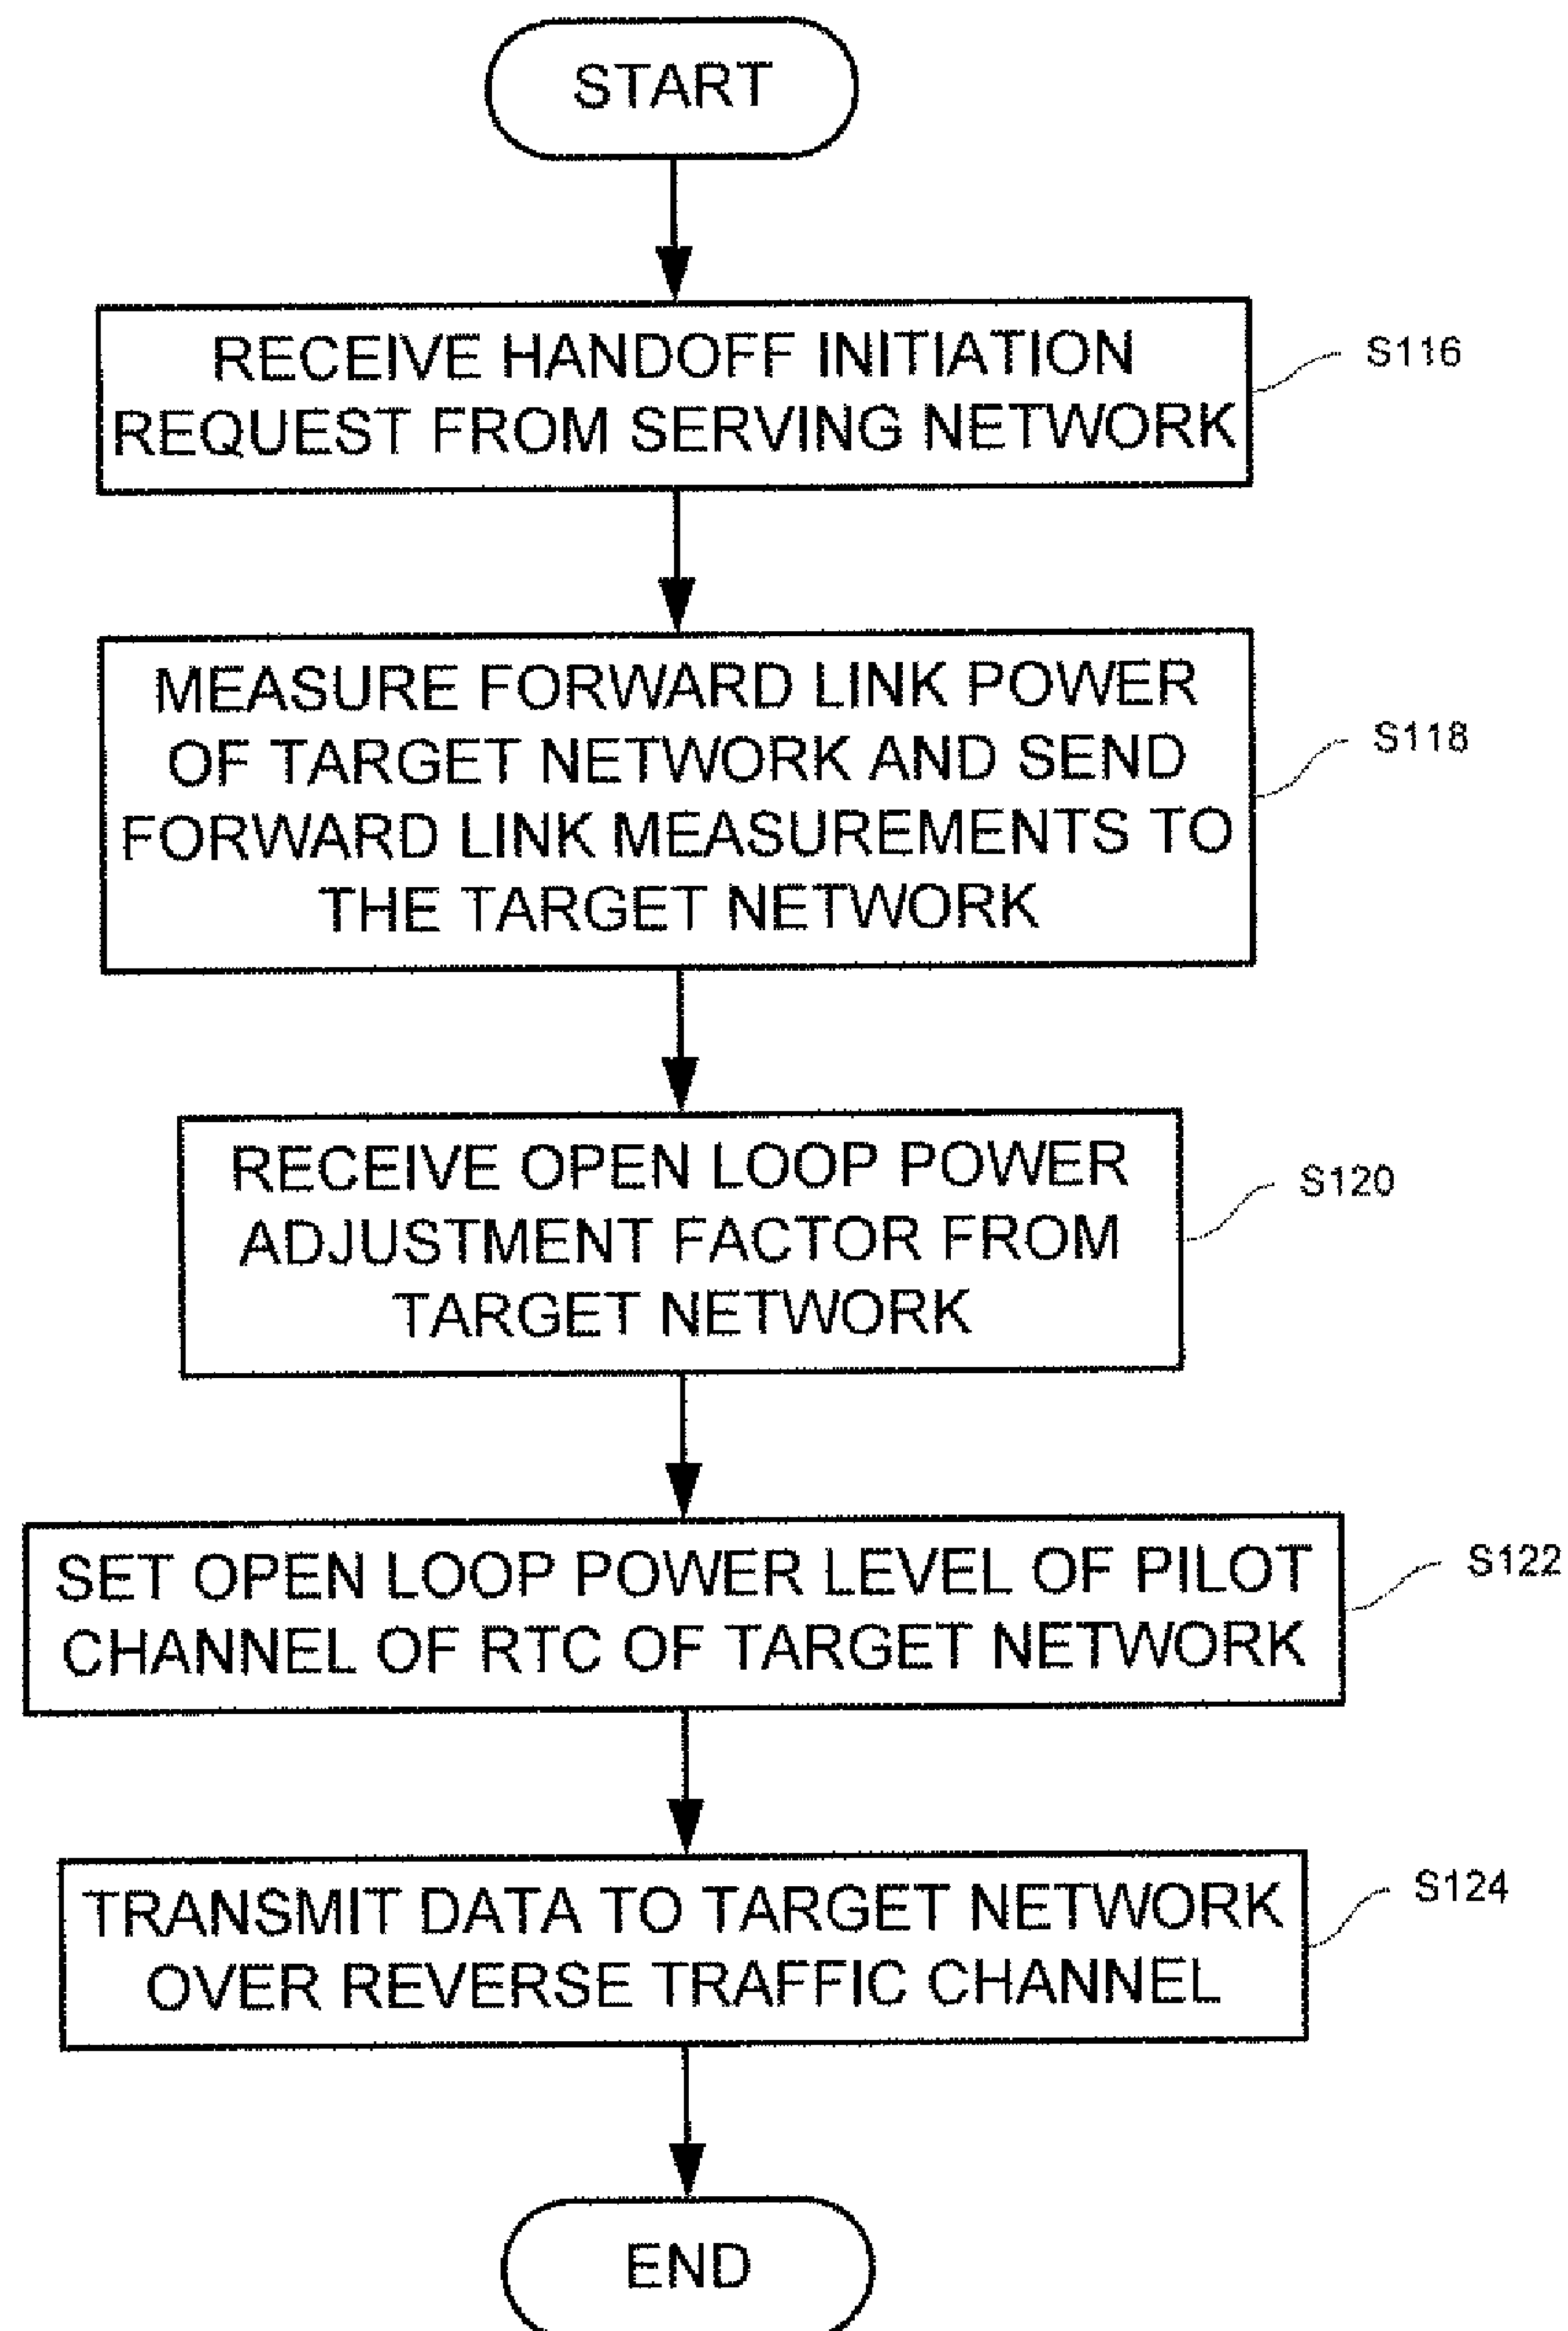 START
RECEIVE HANDOFF INITIATION
REQUEST FROM SERVING NETWORK
S116
MEASURE FORWARD LINK POWER
OF TARGET NETWORK AND SEND
FORWARD LINK MEASUREMENTS TO
THE TARGET NETWORK
S118
RECEIVE OPEN LOOP POWER
ADJUSTMENT FACTOR FROM
TARGET NETWORK
S120
SET OPEN LOOP POWER LEVEL OF PILOT
CHANNEL OF RTC OF TARGET NETWORK
S122
TRANSMIT DATA TO TARGET NETWORK
OVER REVERSE TRAFFIC CHANNEL
S124
END